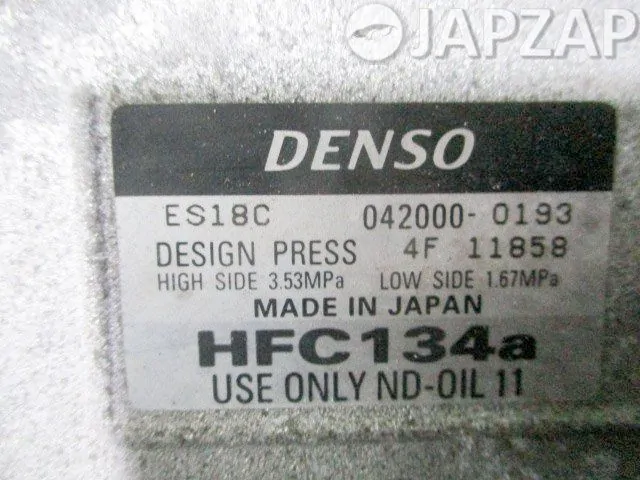 JAPZAP
DENSO
ES18C 042000-0193
DESIGN PRESS 4F 11858
HIGH SIDE 3.53MPa LOW SIDE 1.67MPa
MADE IN JAPAN
HFC134a
USE ONLY ND-OIL 11